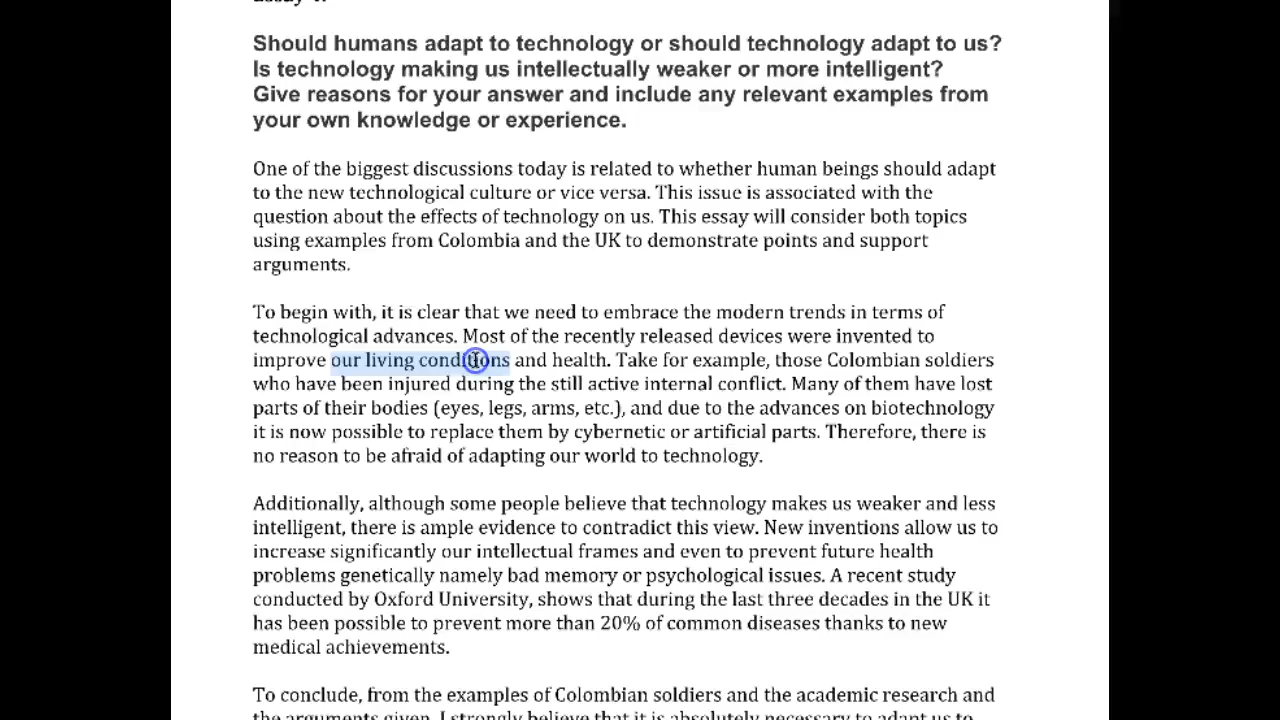 Should humans adapt to technology or should technology adapt to us?
Is technology making us intellectually weaker or more intelligent?
Give reasons for your answer and include any relevant examples from
your own knowledge or experience.
One of the biggest discussions today is related to whether human beings should adapt
to the new technological culture or vice versa. This issue is associated with the
question about the effects of technology on us. This essay will consider both topics
using examples from Colombia and the UK to demonstrate points and support
arguments.
To begin with, it is clear that we need to embrace the modern trends in terms of
technological advances. Most of the recently released devices were invented to
improve our living conditions and health. Take for example, those Colombian soldiers
who have been injured during the still active internal conflict. Many of them have lost
parts of their bodies (eyes, legs, arms, etc.), and due to the advances on biotechnology
it is now possible to replace them by cybernetic or artificial parts. Therefore, there is
no reason to be afraid of adapting our world to technology.
Additionally, although some people believe that technology makes us weaker and less
intelligent, there is ample evidence to contradict this view. New inventions allow us to
increase significantly our intellectual frames and even to prevent future health
problems genetically namely bad memory or psychological issues. A recent study
conducted by Oxford University, shows that during the last three decades in the UK it
has been possible to prevent more than 20% of common diseases thanks to new
medical achievements.
To conclude, from the examples of Colombian soldiers and the academic research and
the arguments given, I strongly believe that it is absolutely necessary to adapt us to